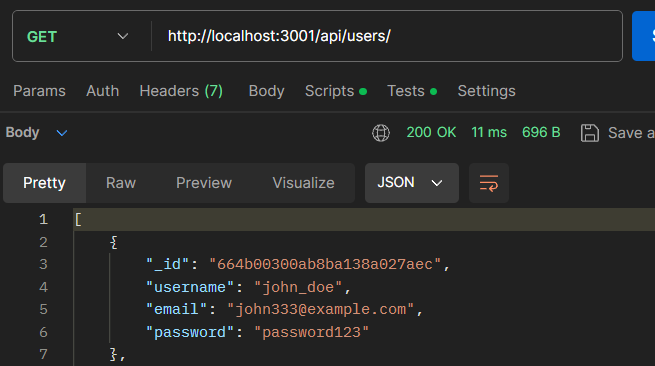 GET http://localhost:3001/api/users/ S
Params Auth Headers (7) Body Scripts Tests Settings
Body 200 OK 11 ms 696 B Save a
Pretty Raw Preview Visualize JSON
1 [
2 {
3 "_id": "664b00300ab8ba138a027aec",
4 "username": "john_doe",
5 "email": "john333@example.com",
6 "password": "password123"
7 },